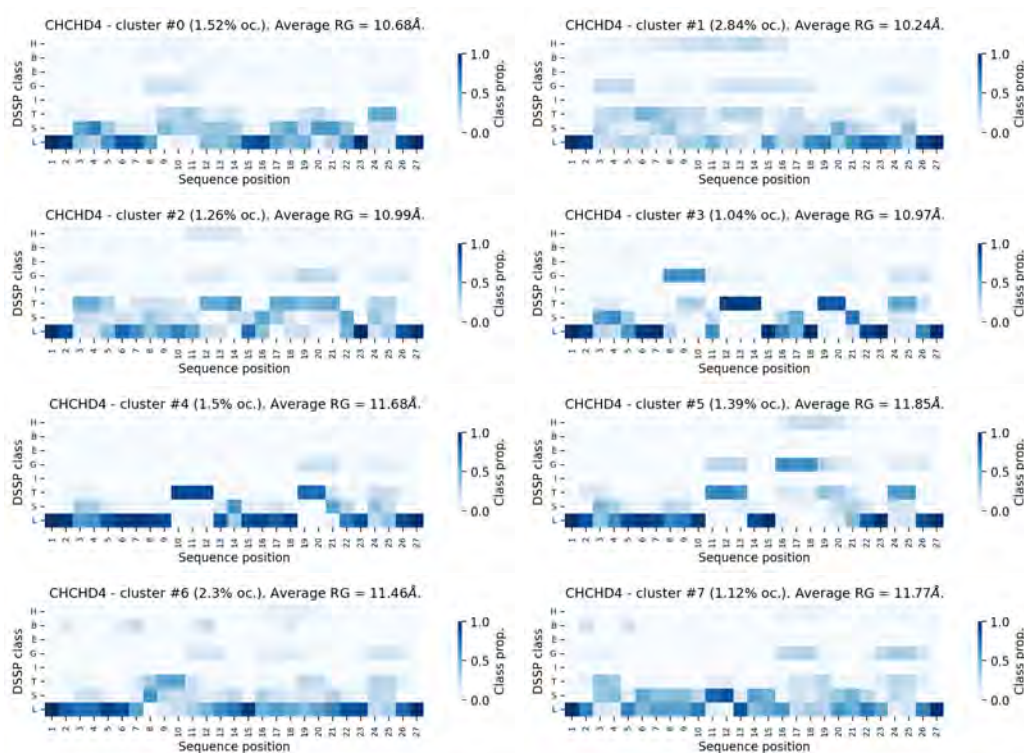 CHCHD4 - cluster #0 (1.52% oc.). Average RG = 10.68Å.
DSSP class
H
B
E
G
I
T
S
L
1 2 3 4 5 6 7 8 9 10 11 12 13 14 15 16 17 18 19 20 21 22 23 24 25 26 27
Sequence position
1.0
0.5
0.0
Class prop.
CHCHD4 - cluster #1 (2.84% oc.). Average RG = 10.24Å.
DSSP class
H
B
E
G
I
T
S
L
1 2 3 4 5 6 7 8 9 10 11 12 13 14 15 16 17 18 19 20 21 22 23 24 25 26 27
Sequence position
1.0
0.5
0.0
Class prop.
CHCHD4 - cluster #2 (1.26% oc.). Average RG = 10.99Å.
DSSP class
H
B
E
G
I
T
S
L
1 2 3 4 5 6 7 8 9 10 11 12 13 14 15 16 17 18 19 20 21 22 23 24 25 26 27
Sequence position
1.0
0.5
0.0
Class prop.
CHCHD4 - cluster #3 (1.04% oc.). Average RG = 10.97Å.
DSSP class
H
B
E
G
I
T
S
L
1 2 3 4 5 6 7 8 9 10 11 12 13 14 15 16 17 18 19 20 21 22 23 24 25 26 27
Sequence position
1.0
0.5
0.0
Class prop.
CHCHD4 - cluster #4 (1.5% oc.). Average RG = 11.68Å.
DSSP class
H
B
E
G
I
T
S
L
1 2 3 4 5 6 7 8 9 10 11 12 13 14 15 16 17 18 19 20 21 22 23 24 25 26 27
Sequence position
1.0
0.5
0.0
Class prop.
CHCHD4 - cluster #5 (1.39% oc.). Average RG = 11.85Å.
DSSP class
H
B
E
G
I
T
S
L
1 2 3 4 5 6 7 8 9 10 11 12 13 14 15 16 17 18 19 20 21 22 23 24 25 26 27
Sequence position
1.0
0.5
0.0
Class prop.
CHCHD4 - cluster #6 (2.3% oc.). Average RG = 11.46Å.
DSSP class
H
B
E
G
I
T
S
L
1 2 3 4 5 6 7 8 9 10 11 12 13 14 15 16 17 18 19 20 21 22 23 24 25 26 27
Sequence position
1.0
0.5
0.0
Class prop.
CHCHD4 - cluster #7 (1.12% oc.). Average RG = 11.77Å.
DSSP class
H
B
E
G
I
T
S
L
1 2 3 4 5 6 7 8 9 10 11 12 13 14 15 16 17 18 19 20 21 22 23 24 25 26 27
Sequence position
1.0
0.5
0.0
Class prop.